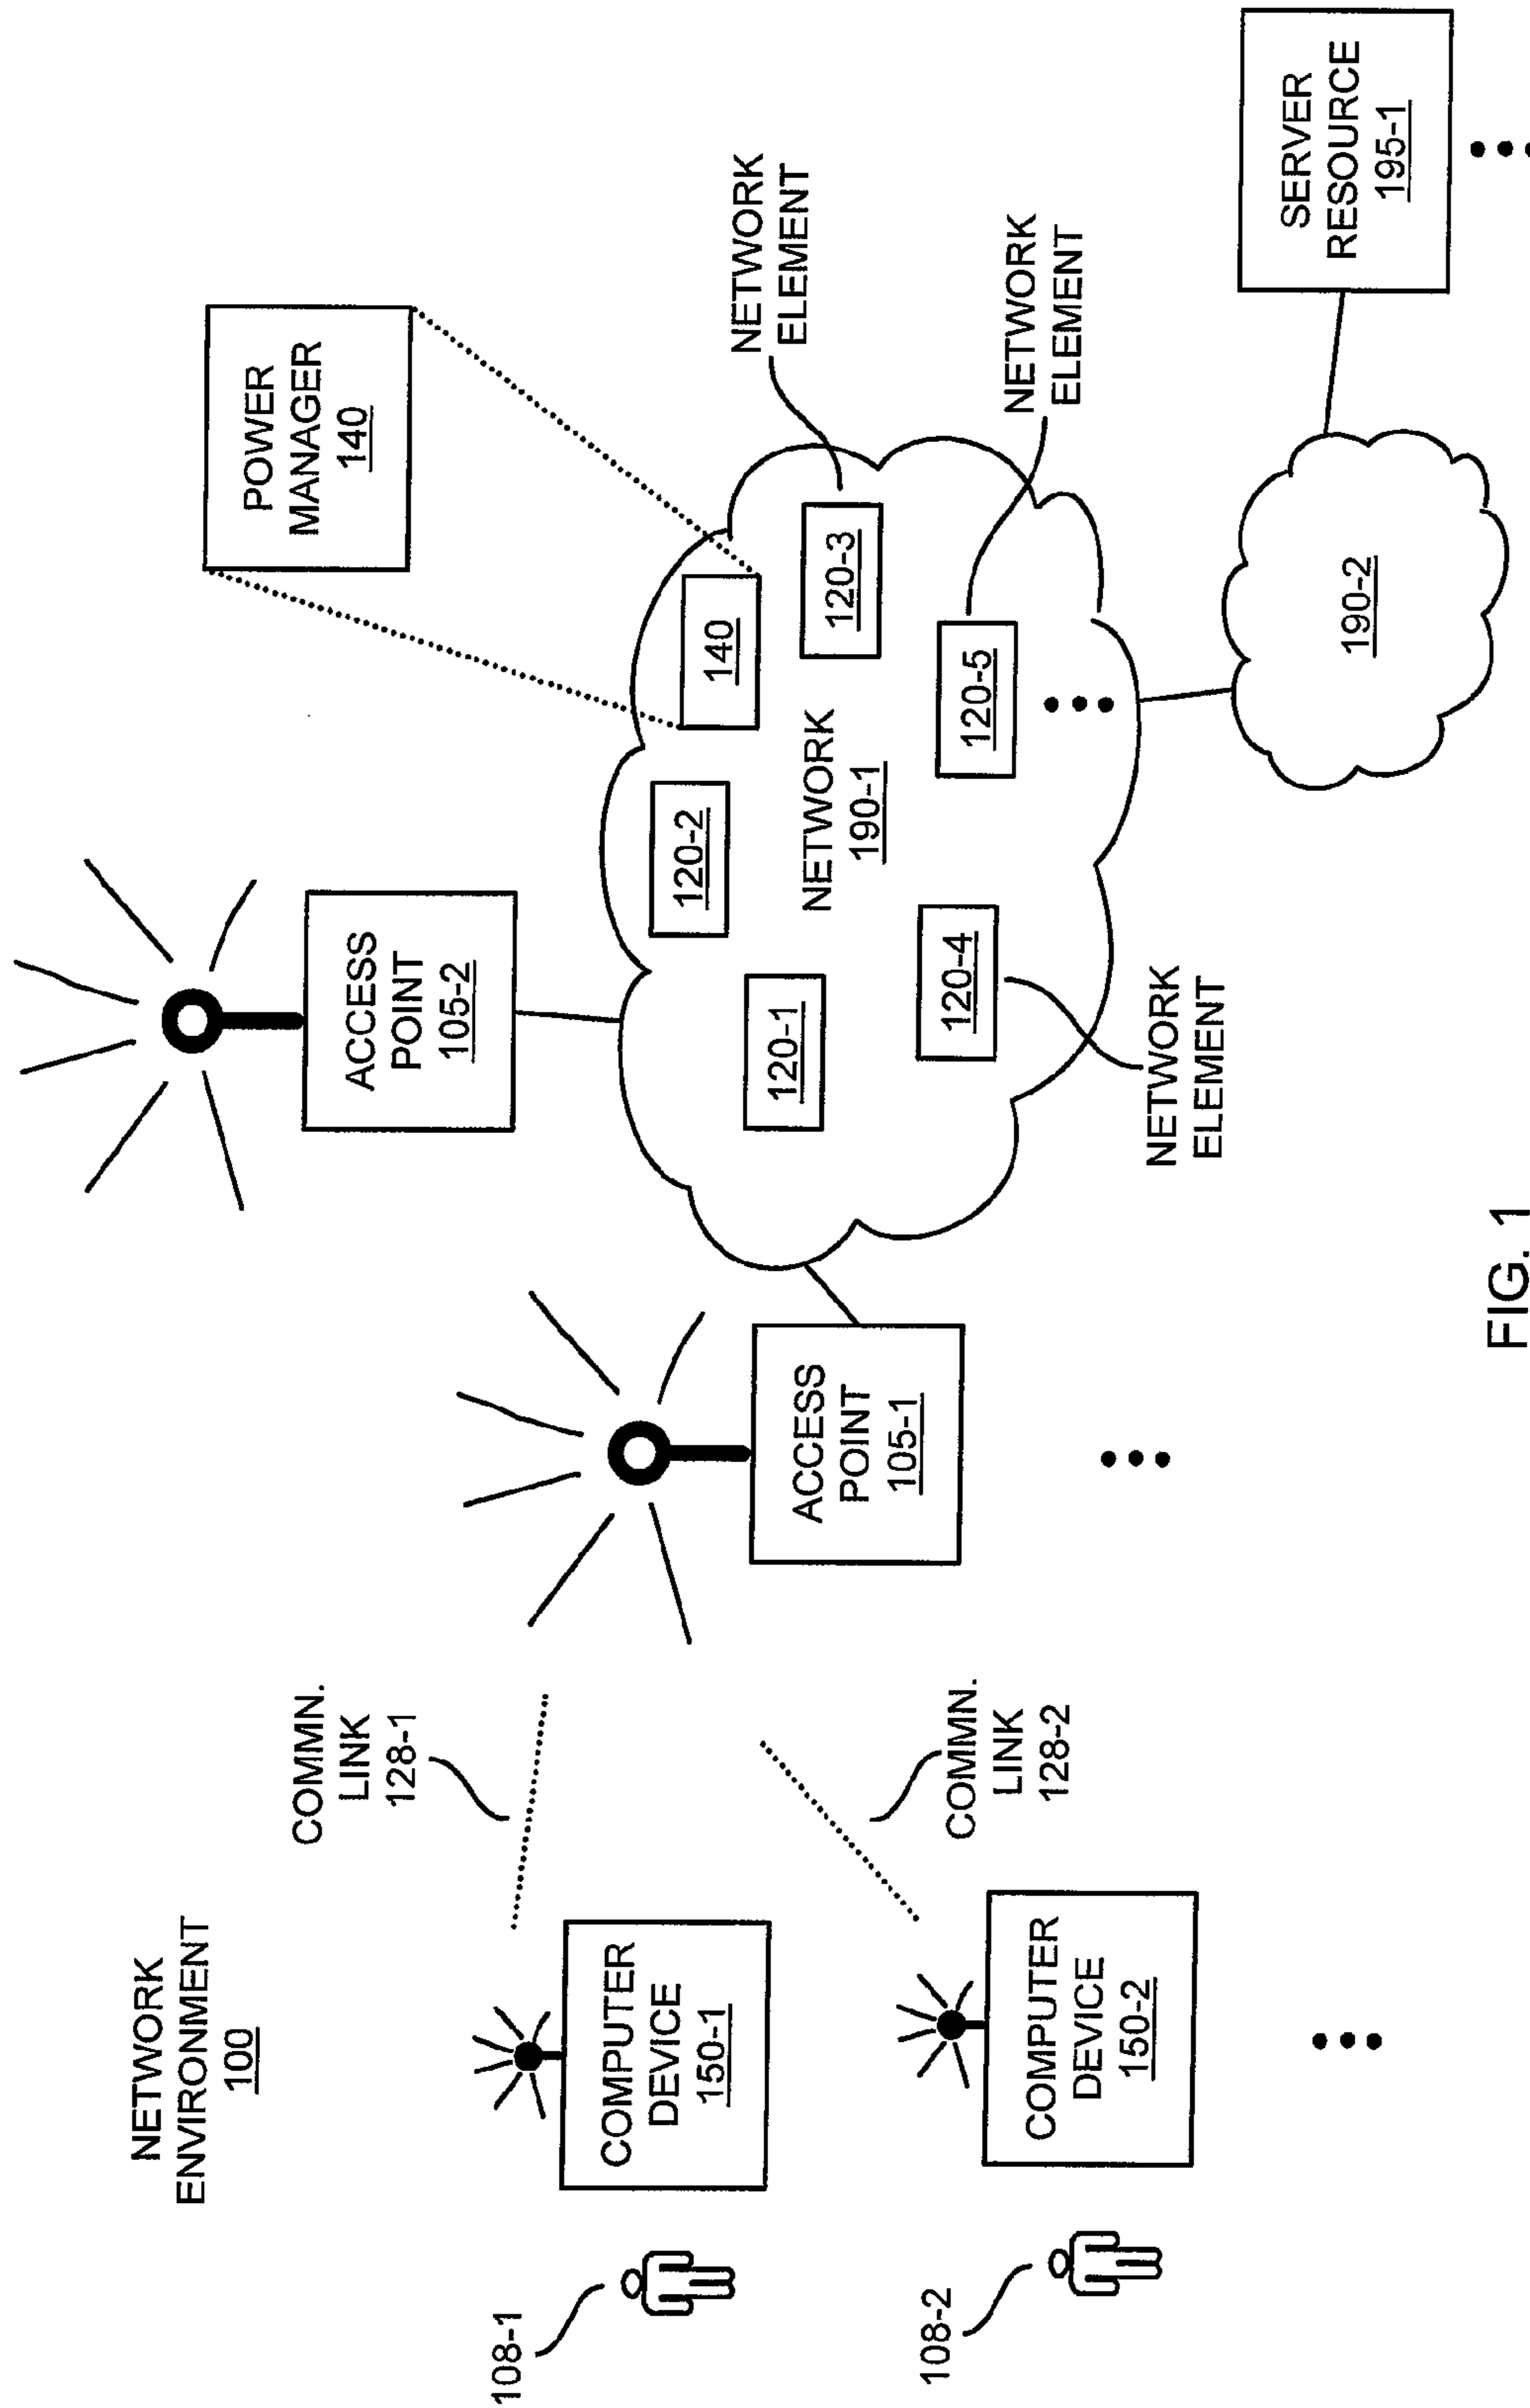 NETWORK
ENVIRONMENT
100
108-1
108-2
COMPUTER
DEVICE
150-1
COMPUTER
DEVICE
150-2
COMMN.
LINK
128-1
COMMN.
LINK
128-2
ACCESS
POINT
105-1
ACCESS
POINT
105-2
POWER
MANAGER
140
120-1
120-2
140
120-3
NETWORK
190-1
120-4
120-5
NETWORK
ELEMENT
NETWORK
ELEMENT
NETWORK
ELEMENT
190-2
SERVER
RESOURCE
195-1
FIG. 1